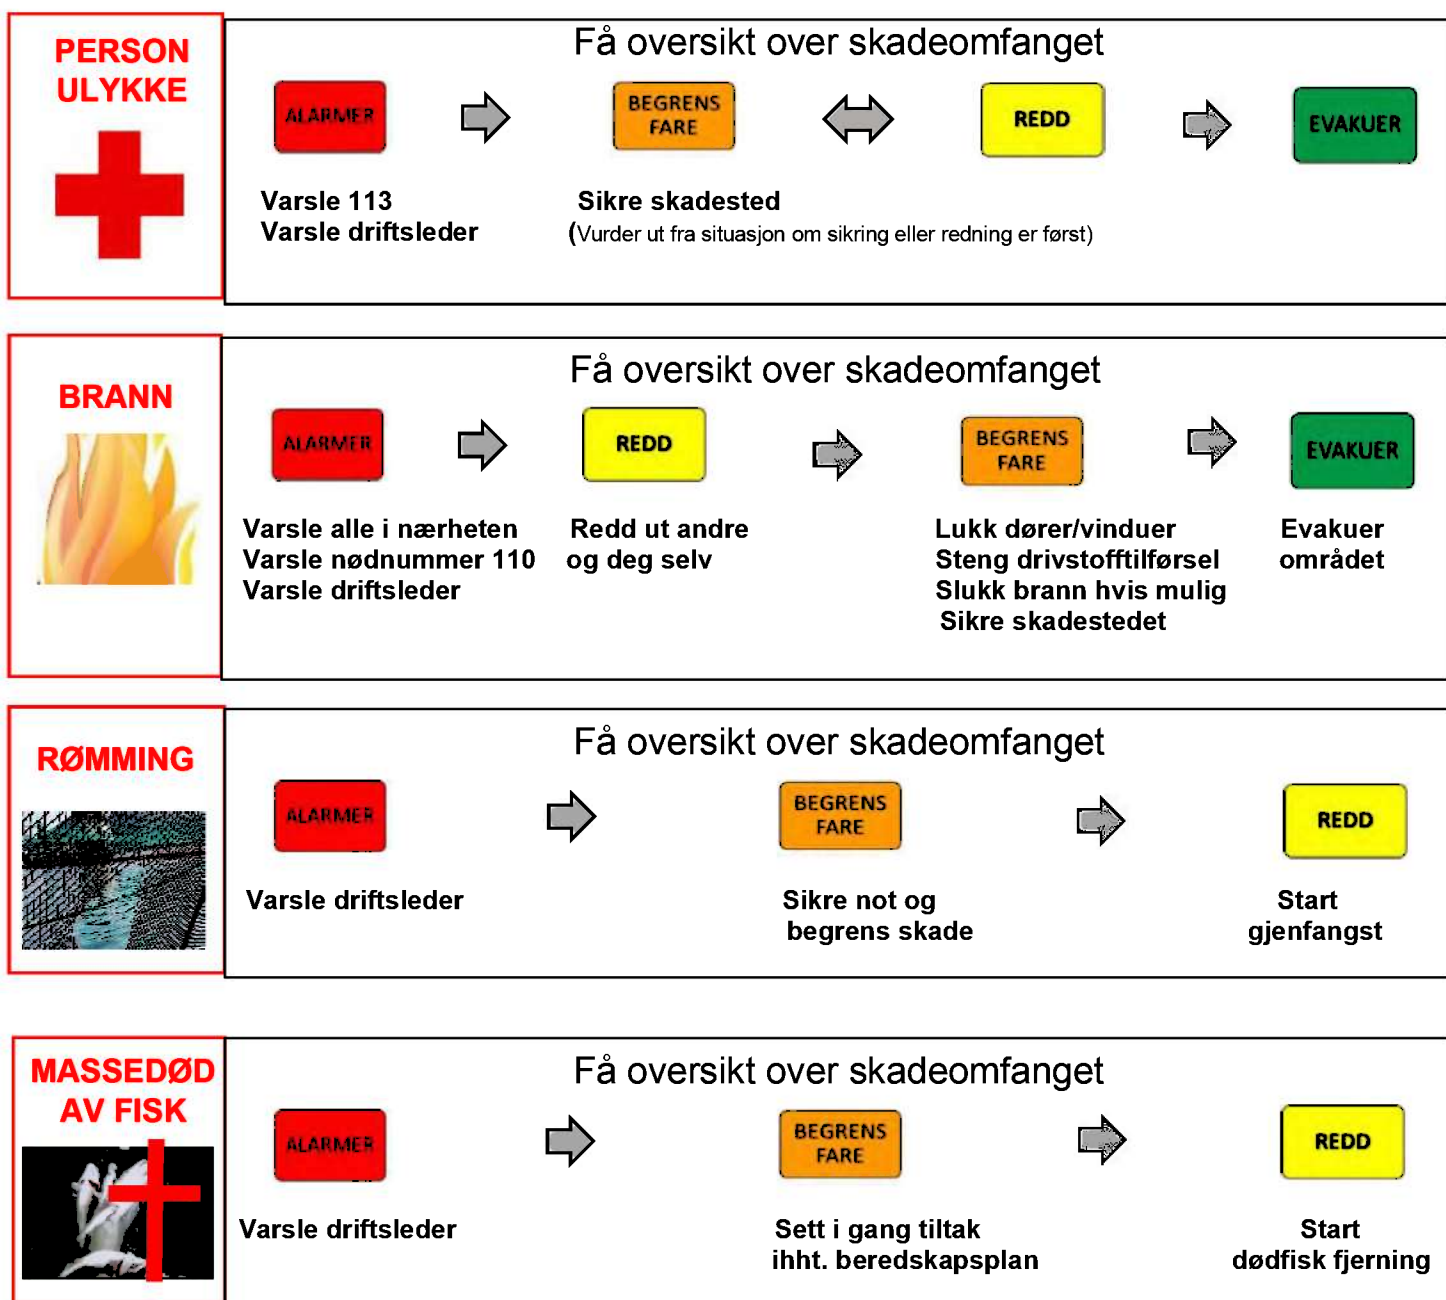 PERSON
ULYKKE
Få oversikt over skadeomfanget
ALARMER
BEGRENS
FARE
REDD
EVAKUER
Varsle 113
Varsle driftsleder
Sikre skadested
(Vurder ut fra situasjon om sikring eller redning er først)
BRANN
Få oversikt over skadeomfanget
ALARMER
REDD
BEGRENS
FARE
EVAKUER
Varsle alle i nærheten
Varsle nødnummer 110
Varsle driftsleder
Redd ut andre
og deg selv
Lukk dører/vinduer
Steng drivstofftilførsel
Slukk brann hvis mulig
Sikre skadestedet
Evakuer
området
RØMMING
Få oversikt over skadeomfanget
ALARMER
BEGRENS
FARE
REDD
Varsle driftsleder
Sikre not og
begrens skade
Start
gjenfangst
MASSEDØD
AV FISK
Få oversikt over skadeomfanget
ALARMER
BEGRENS
FARE
REDD
Varsle driftsleder
Sett i gang tiltak
ihht. beredskapsplan
Start
dødfisk fjerning